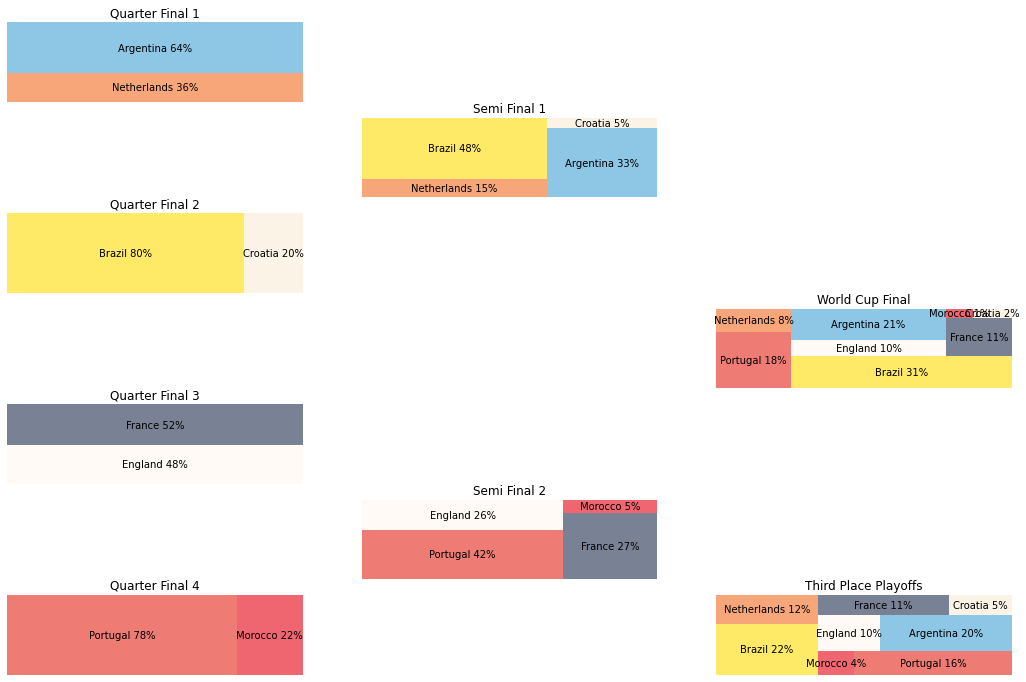 Quarter Final 1
Argentina 64%
Netherlands 36%
Semi Final 1
Croatia 5%
Brazil 48%
Argentina 33%
Netherlands 15%
Quarter Final 2
Brazil 80%
Croatia 20%
World Cup Final
Morocco 1%
Croatia 2%
Netherlands 8%
Argentina 21%
France 11%
England 10%
Portugal 18%
Brazil 31%
Quarter Final 3
France 52%
England 48%
Semi Final 2
Morocco 5%
England 26%
France 27%
Portugal 42%
Quarter Final 4
Portugal 78%
Morocco 22%
Third Place Playoffs
Netherlands 12%
France 11%
Croatia 5%
England 10%
Argentina 20%
Brazil 22%
Morocco 4%
Portugal 16%